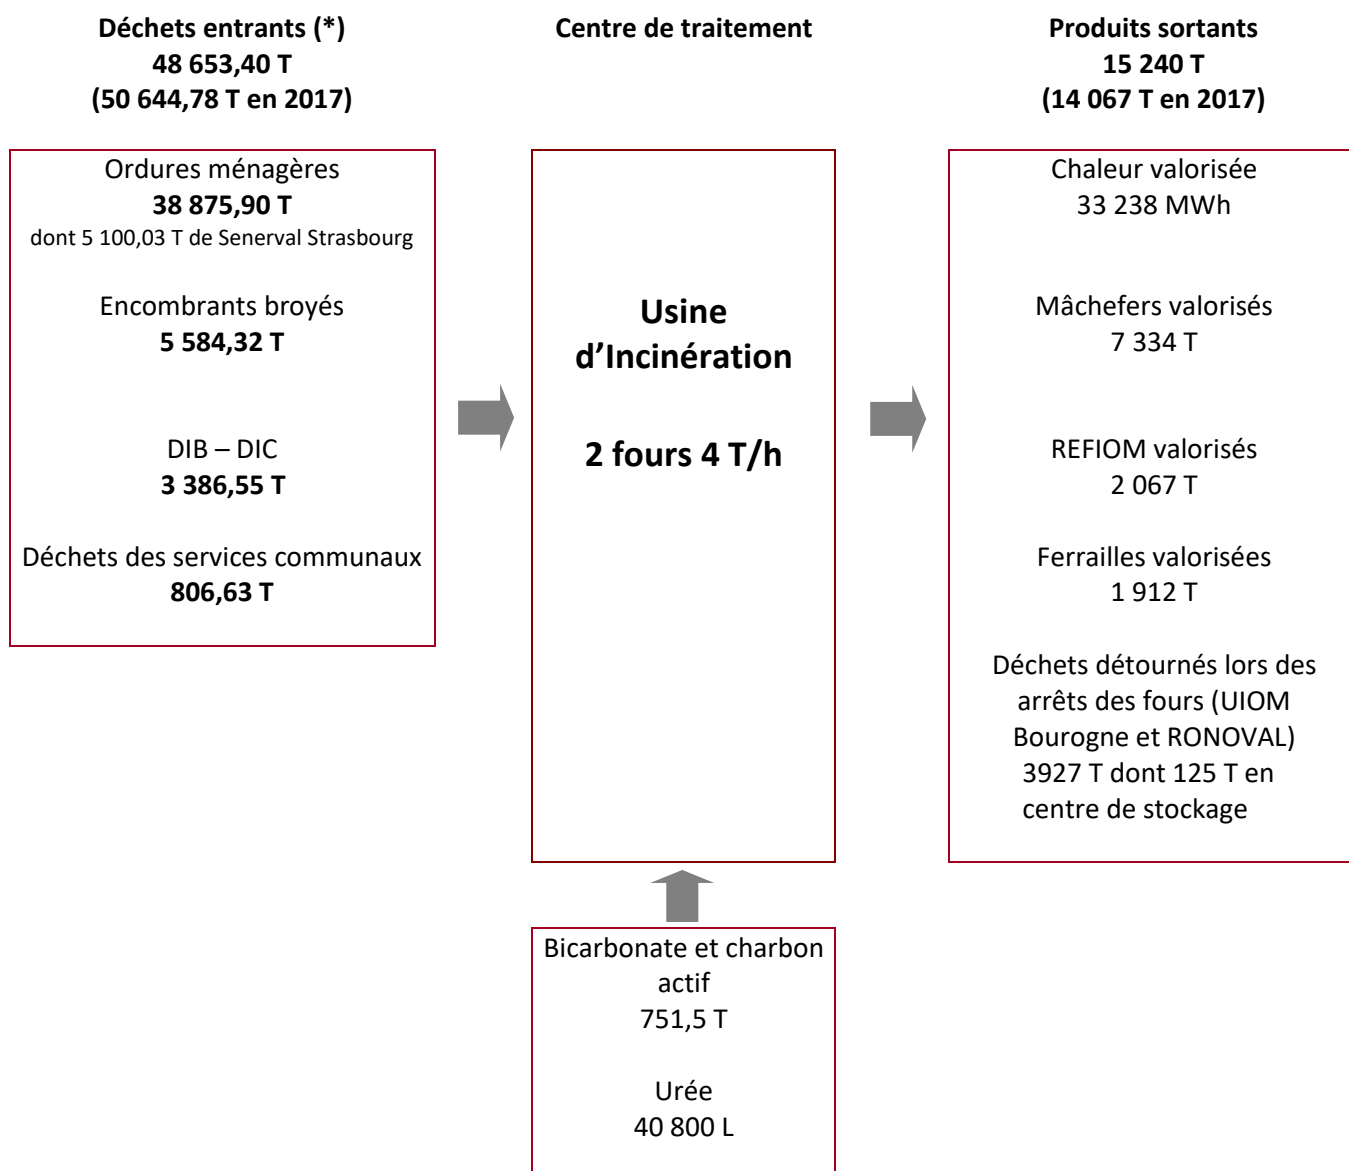 Déchets entrants (*)
48 653,40 T
(50 644,78 T en 2017)
Ordures ménagères
38 875,90 T
dont 5 100,03 T de Senerval Strasbourg
Encombrants broyés
5 584,32 T
DIB – DIC
3 386,55 T
Déchets des services communaux
806,63 T
Centre de traitement
Usine
d’Incinération
2 fours 4 T/h
Bicarbonate et charbon
actif
751,5 T
Urée
40 800 L
Produits sortants
15 240 T
(14 067 T en 2017)
Chaleur valorisée
33 238 MWh
Mâchefers valorisés
7 334 T
REFIOM valorisés
2 067 T
Ferrailles valorisées
1 912 T
Déchets détournés lors des
arrêts des fours (UIOM
Bourogne et RONOVAL)
3927 T dont 125 T en
centre de stockage